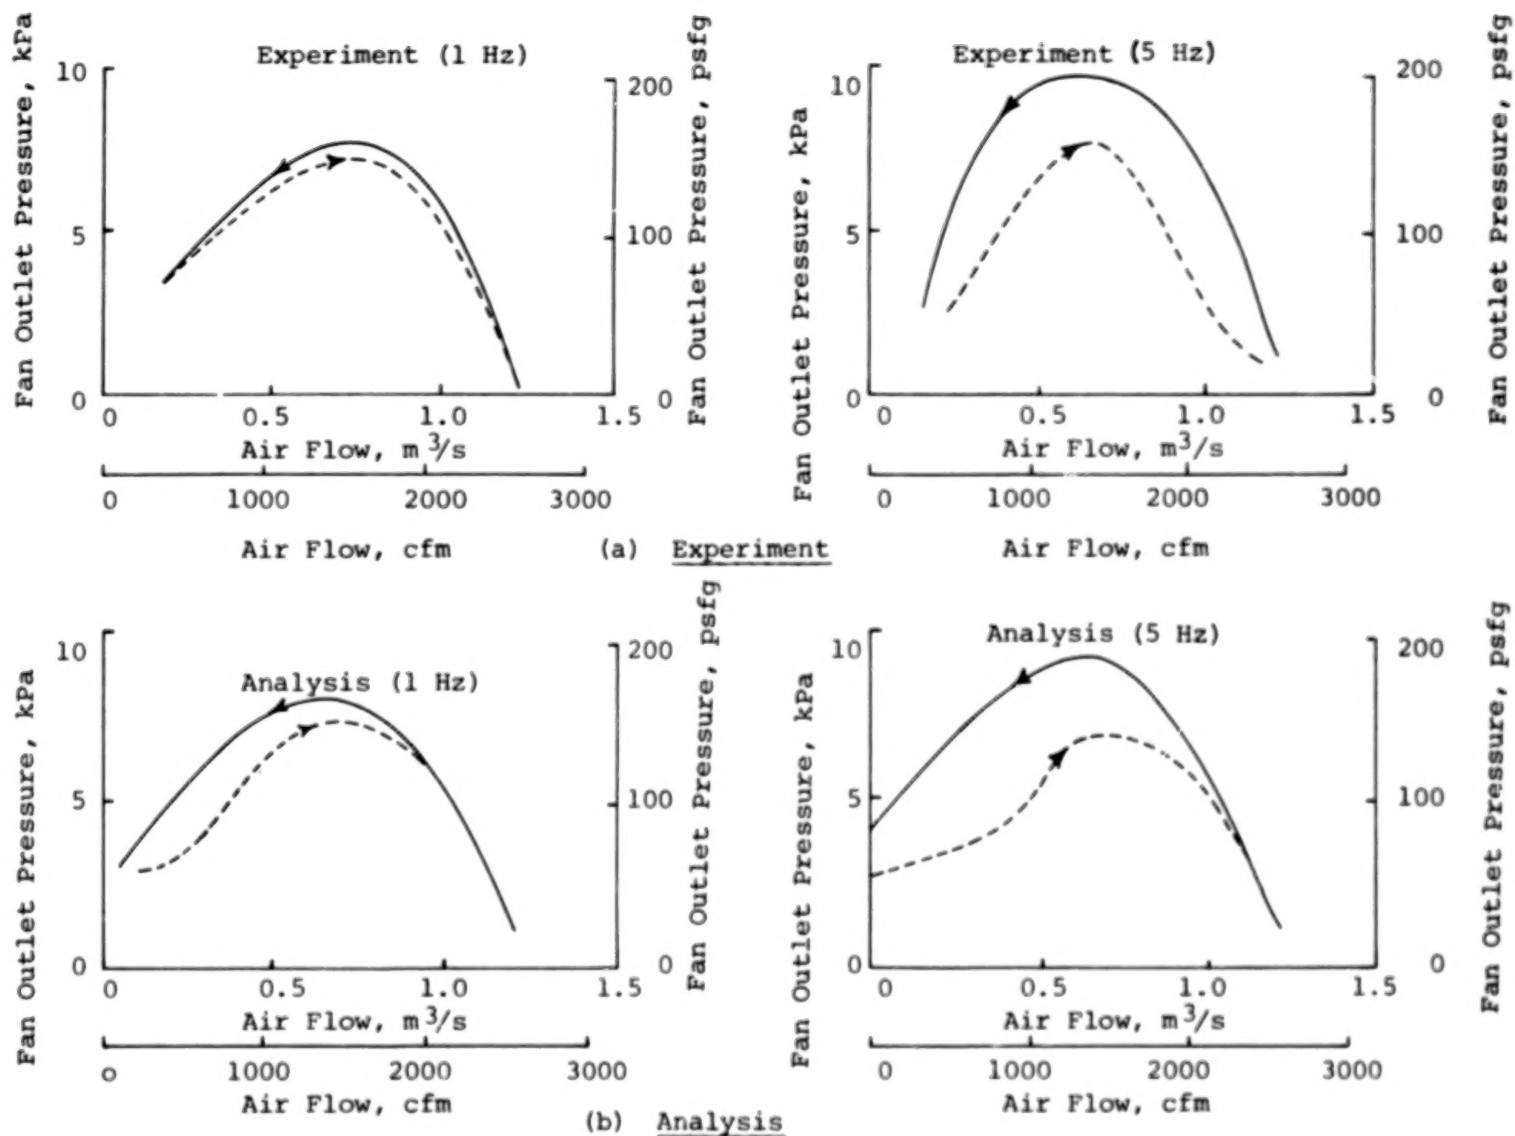 Experiment (1 Hz)
Fan Outlet Pressure, kPa
10
5
0
Fan Outlet Pressure, psfg
200
100
0
0 0.5 1.0 1.5
Air Flow, m³/s
0 1000 2000 3000
Air Flow, cfm
Experiment (5 Hz)
Fan Outlet Pressure, kPa
10
5
0
Fan Outlet Pressure, psfg
200
100
0
0 0.5 1.0 1.5
Air Flow, m³/s
0 1000 2000 3000
Air Flow, cfm
(a) Experiment
Analysis (1 Hz)
Fan Outlet Pressure, kPa
10
5
0
Fan Outlet Pressure, psfg
200
100
0
0 0.5 1.0 1.5
Air Flow, m³/s
0 1000 2000 3000
Air Flow, cfm
Analysis (5 Hz)
Fan Outlet Pressure, kPa
10
5
0
Fan Outlet Pressure, psfg
200
100
0
0 0.5 1.0 1.5
Air Flow, m³/s
0 1000 2000 3000
Air Flow, cfm
(b) Analysis